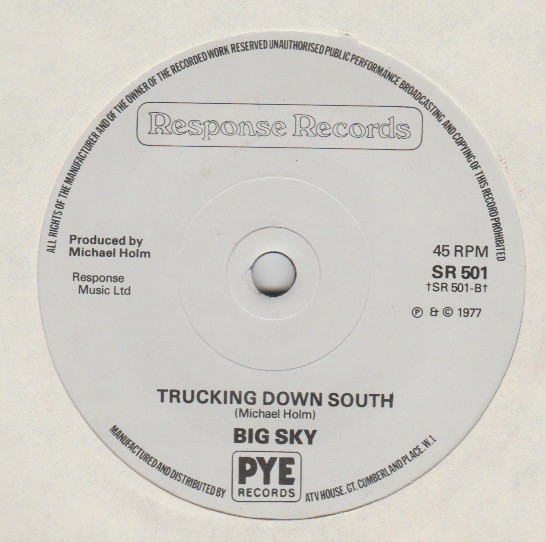 ALL RIGHTS OF THE MANUFACTURER AND OF THE OWNER OF THE RECORDED WORK RESERVED UNAUTHORISED PUBLIC PERFORMANCE BROADCASTING AND COPYING OF THIS RECORD PROHIBITED
Response Records
Produced by
Michael Holm
Response
Music Ltd
45 RPM
SR 501
†SR 501-B†
℗ & © 1977
TRUCKING DOWN SOUTH
(Michael Holm)
BIG SKY
MANUFACTURED AND DISTRIBUTED BY
PYE
RECORDS
ATV HOUSE, GT. CUMBERLAND PLACE, W.1